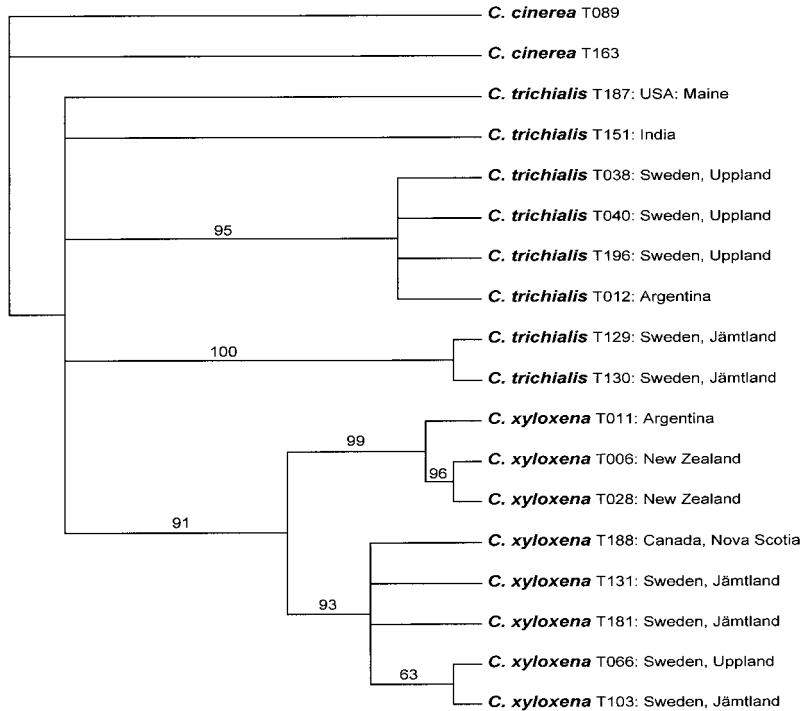 C. cinerea T089
C. cinerea T163
C. trichialis T187: USA: Maine
C. trichialis T151: India
C. trichialis T038: Sweden, Uppland
C. trichialis T040: Sweden, Uppland
95
C. trichialis T196: Sweden, Uppland
C. trichialis T012: Argentina
C. trichialis T129: Sweden, Jämtland
100
C. trichialis T130: Sweden, Jämtland
C. xyloxena T011: Argentina
99
C. xyloxena T006: New Zealand
96
C. xyloxena T028: New Zealand
91
C. xyloxena T188: Canada, Nova Scotia
C. xyloxena T131: Sweden, Jämtland
93
C. xyloxena T181: Sweden, Jämtland
C. xyloxena T066: Sweden, Uppland
63
C. xyloxena T103: Sweden, Jämtland